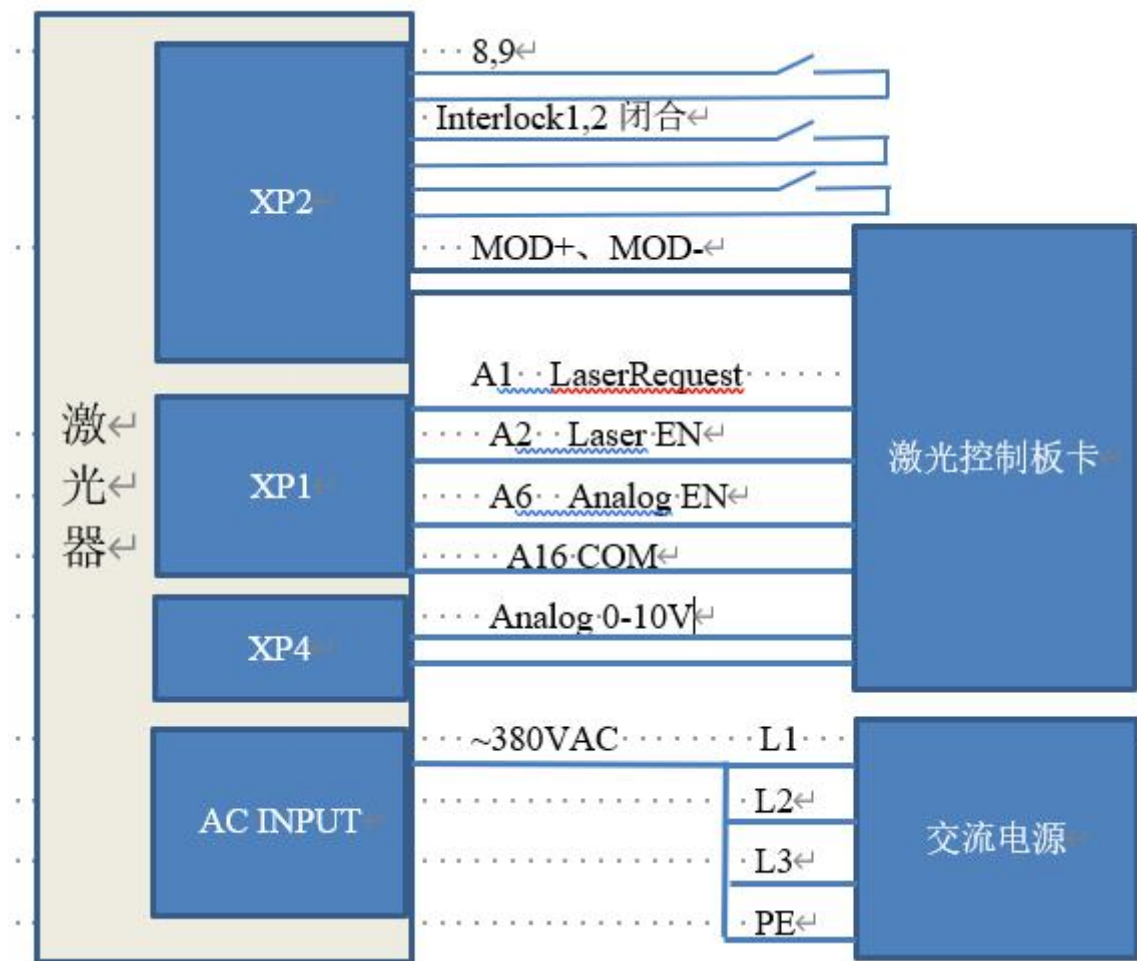 8,9
Interlock1,2 闭合
XP2
MOD+、MOD-
A1 LaserRequest
激
光
器
A2 Laser EN
XP1
激光控制板卡
A6 Analog EN
A16 COM
Analog 0-10V
XP4
~380VAC L1
AC INPUT
L2
交流电源
L3
PE